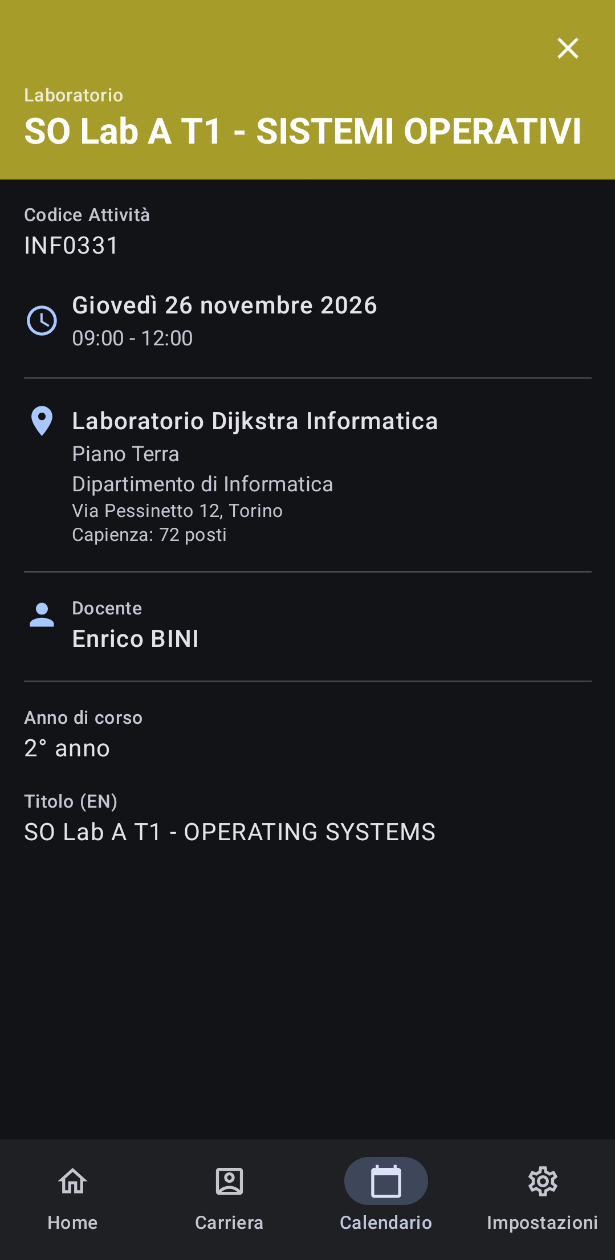 Laboratorio
SO Lab A T1 - SISTEMI OPERATIVI
Codice Attività
INF0331
Giovedì 26 novembre 2026
09:00 - 12:00
Laboratorio Dijkstra Informatica
Piano Terra
Dipartimento di Informatica
Via Pessinetto 12, Torino
Capienza: 72 posti
Docente
Enrico BINI
Anno di corso
2° anno
Titolo (EN)
SO Lab A T1 - OPERATING SYSTEMS
Home
Carriera
Calendario
Impostazioni